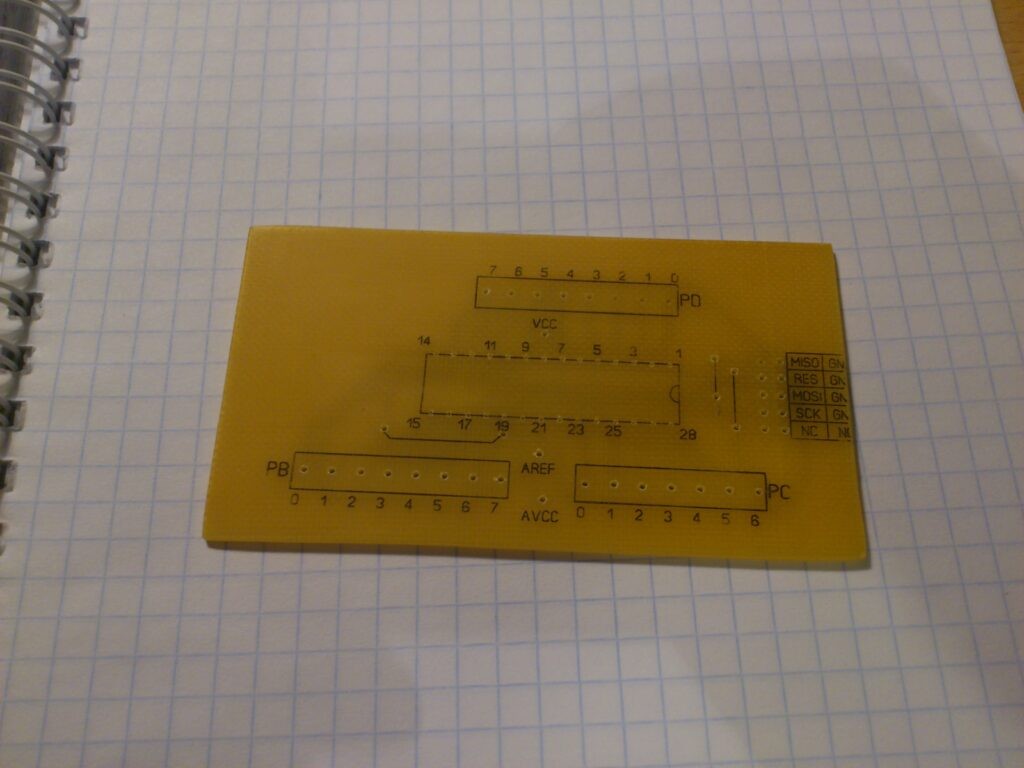 7 6 5 4 3 2 1 0
PD
VCC
14 11 9 7 5 3 1
MISO GN
RES GN
MOSI GN
SCK GN
NC N
15 17 19 21 23 25 28
PB
AREF
PC
0 1 2 3 4 5 6 7
AVCC
0 1 2 3 4 5 6